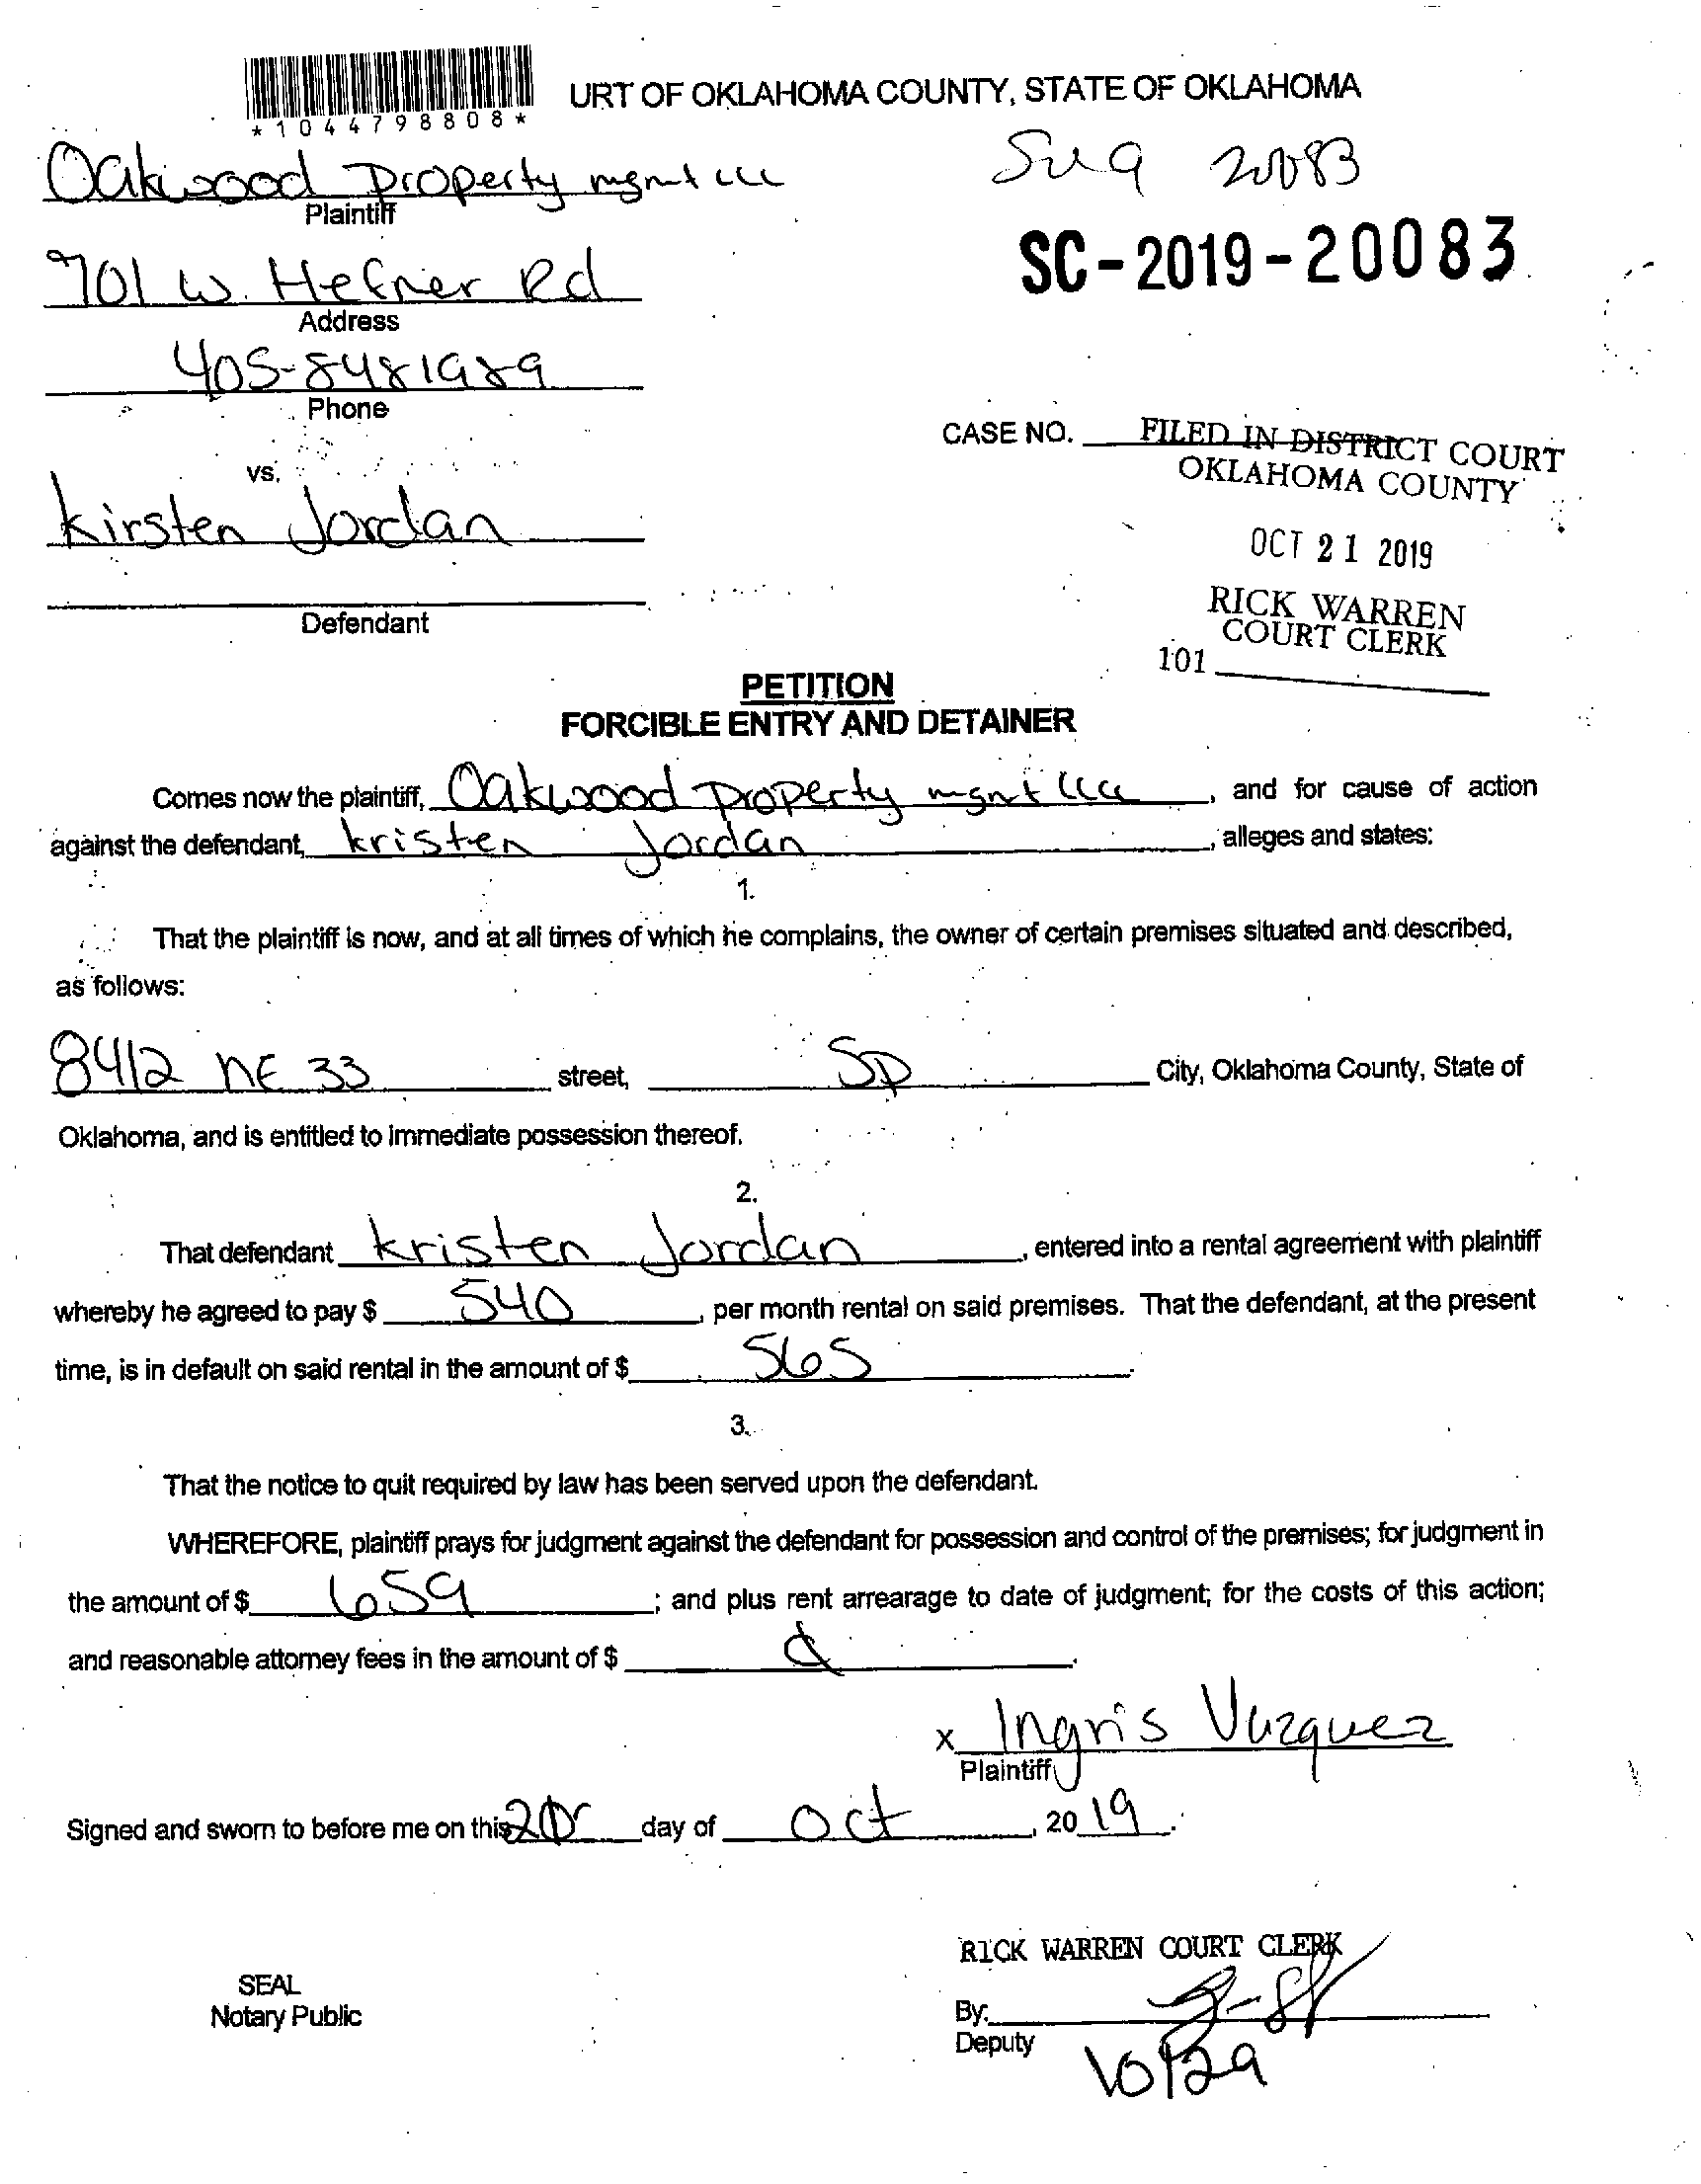 URT OF OKLAHOMA COUNTY, STATE OF OKLAHOMA
*1044798808*
Oakwood Property mgmt llc
Plaintiff
20083
SC-2019-20083
701 W. Hefner Rd
Address
405-8481989
Phone
CASE NO.
FILED IN DISTRICT COURT
OKLAHOMA COUNTY
vs.
Kirsten Jordan
OCT 21 2019
Defendant
RICK WARREN
COURT CLERK
101
PETITION
FORCIBLE ENTRY AND DETAINER
Comes now the plaintiff, Oakwood property mgmt llc, and for cause of action
against the defendant, kristen Jordan, alleges and states:
1.
That the plaintiff is now, and at all times of which he complains, the owner of certain premises situated and described,
as follows:
8412 NE 33 street, SP City, Oklahoma County, State of
Oklahoma, and is entitled to immediate possession thereof.
2.
That defendant kristen Jordan, entered into a rental agreement with plaintiff
whereby he agreed to pay $ 540, per month rental on said premises. That the defendant, at the present
time, is in default on said rental in the amount of $ 565.
3.
That the notice to quit required by law has been served upon the defendant.
WHEREFORE, plaintiff prays for judgment against the defendant for possession and control of the premises; for judgment in
the amount of $ 659; and plus rent arrearage to date of judgment; for the costs of this action;
and reasonable attorney fees in the amount of $
x Ingris Vazquez
Plaintiff
Signed and sworn to before me on this day of Oct, 2019.
RICK WARREN COURT CLERK
SEAL
Notary Public
By:
Deputy